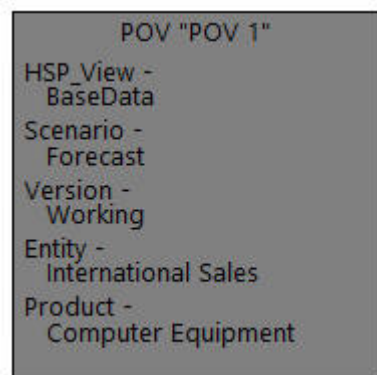 POV "POV 1"
HSP_View -
BaseData
Scenario -
Forecast
Version -
Working
Entity -
International Sales
Product -
Computer Equipment